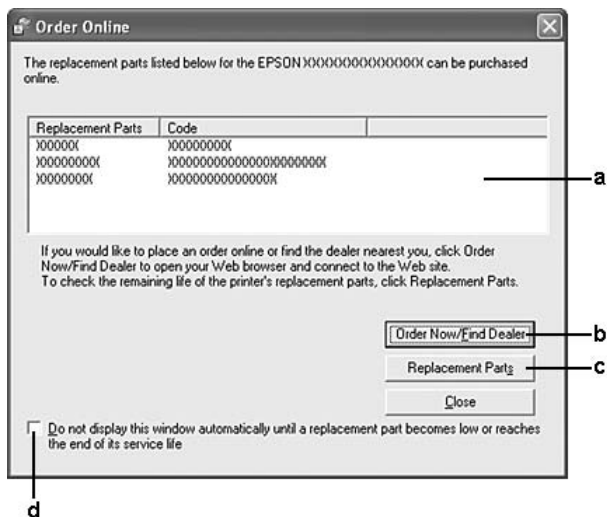 Order Online
The replacement parts listed below for the EPSON XXXXXXXXXXXXXXX can be purchased
online.
Replacement Parts Code
XXXXXX XXXXXXXXX
XXXXXXXXX XXXXXXXXXXXXXXXXXXXXXXX
XXXXXXXX XXXXXXXXXXXXXXX
a
If you would like to place an order online or find the dealer nearest you, click Order
Now/Find Dealer to open your Web browser and connect to the Web site.
To check the remaining life of the printer's replacement parts, click Replacement Parts.
Order Now/Find Dealer
b
Replacement Parts
c
Close
Do not display this window automatically until a replacement part becomes low or reaches
the end of its service life
d